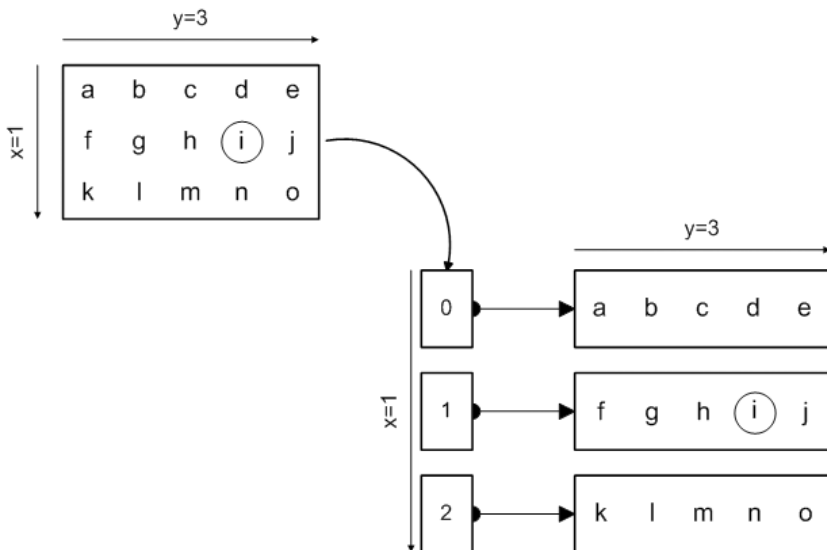 y=3
x=1
a b c d e
f g h i j
k l m n o
y=3
x=1
0 a b c d e
1 f g h i j
2 k l m n o